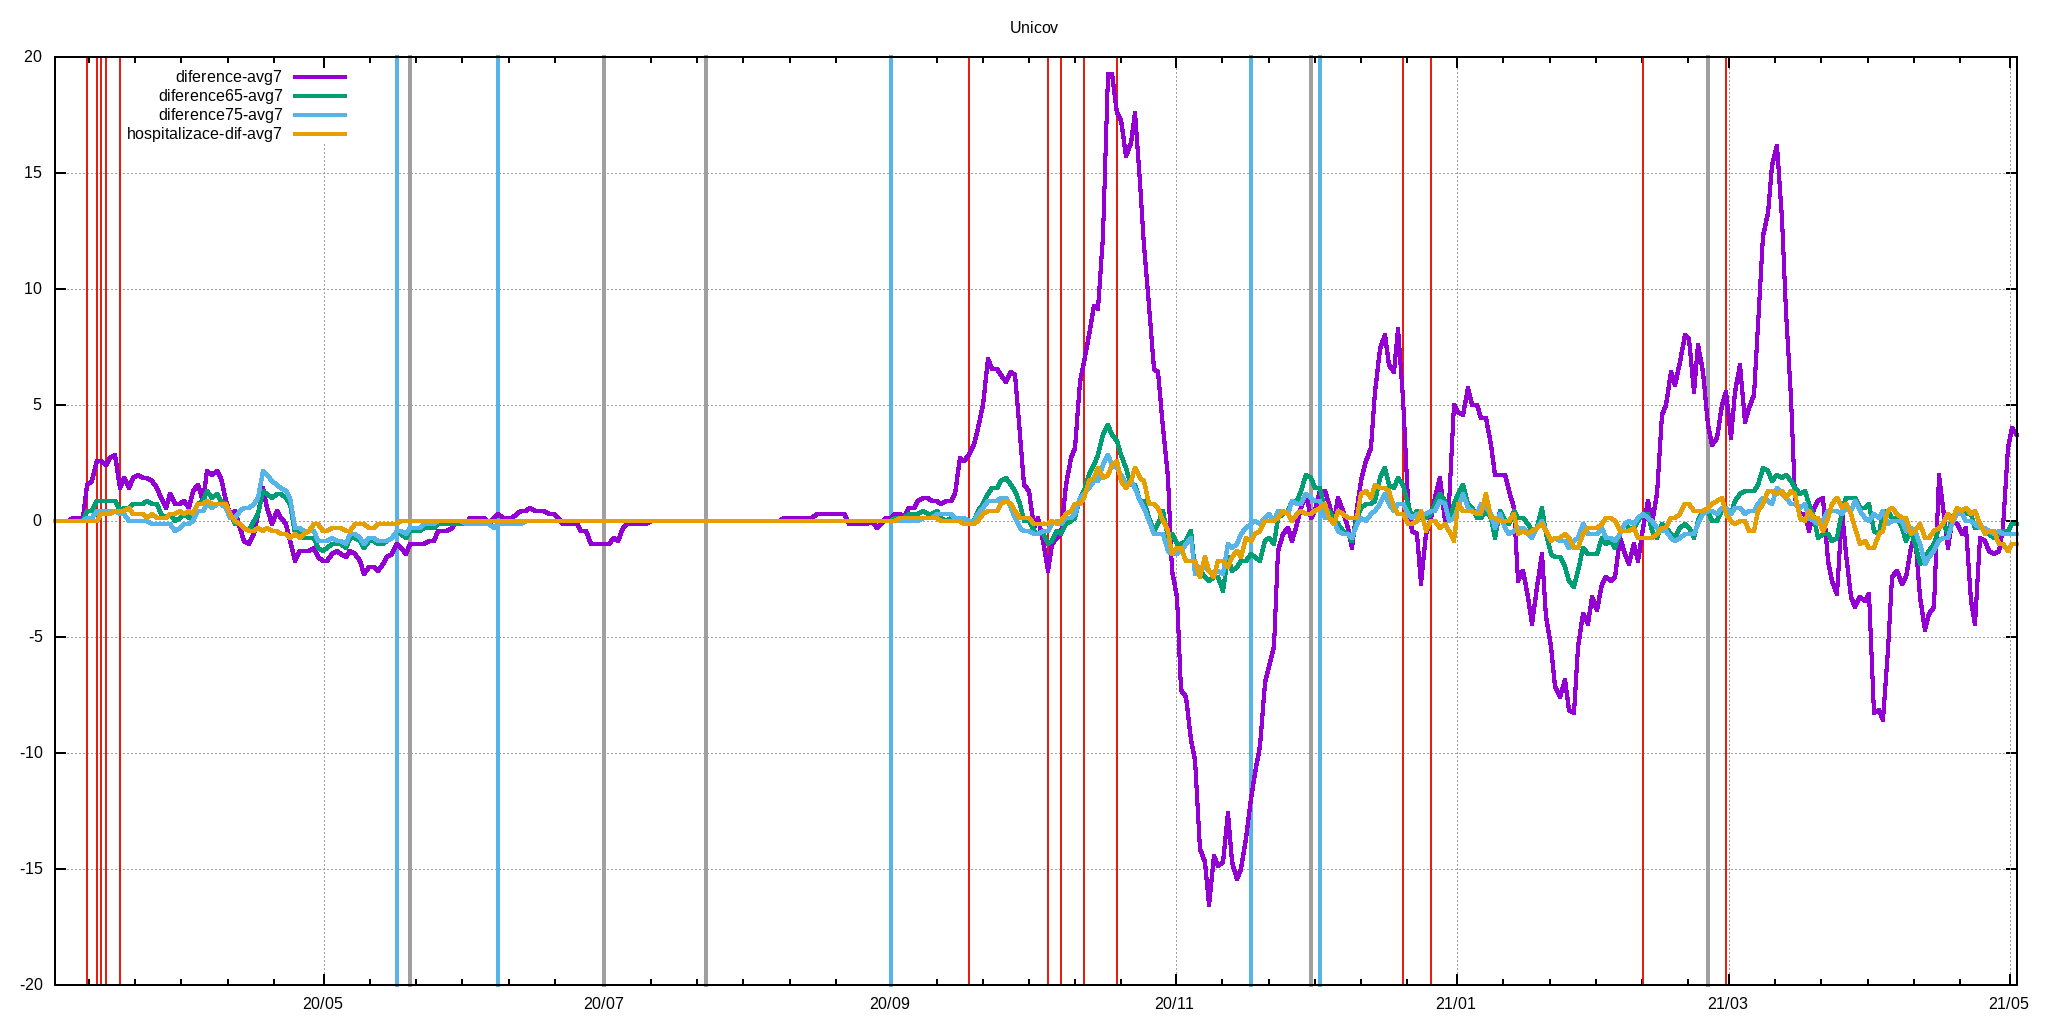 Unicov
diference-avg7
diference65-avg7
diference75-avg7
hospitalizace-dif-avg7
20
15
10
5
0
-5
-10
-15
-20
20/05 20/07 20/09 20/11 21/01 21/03 21/05